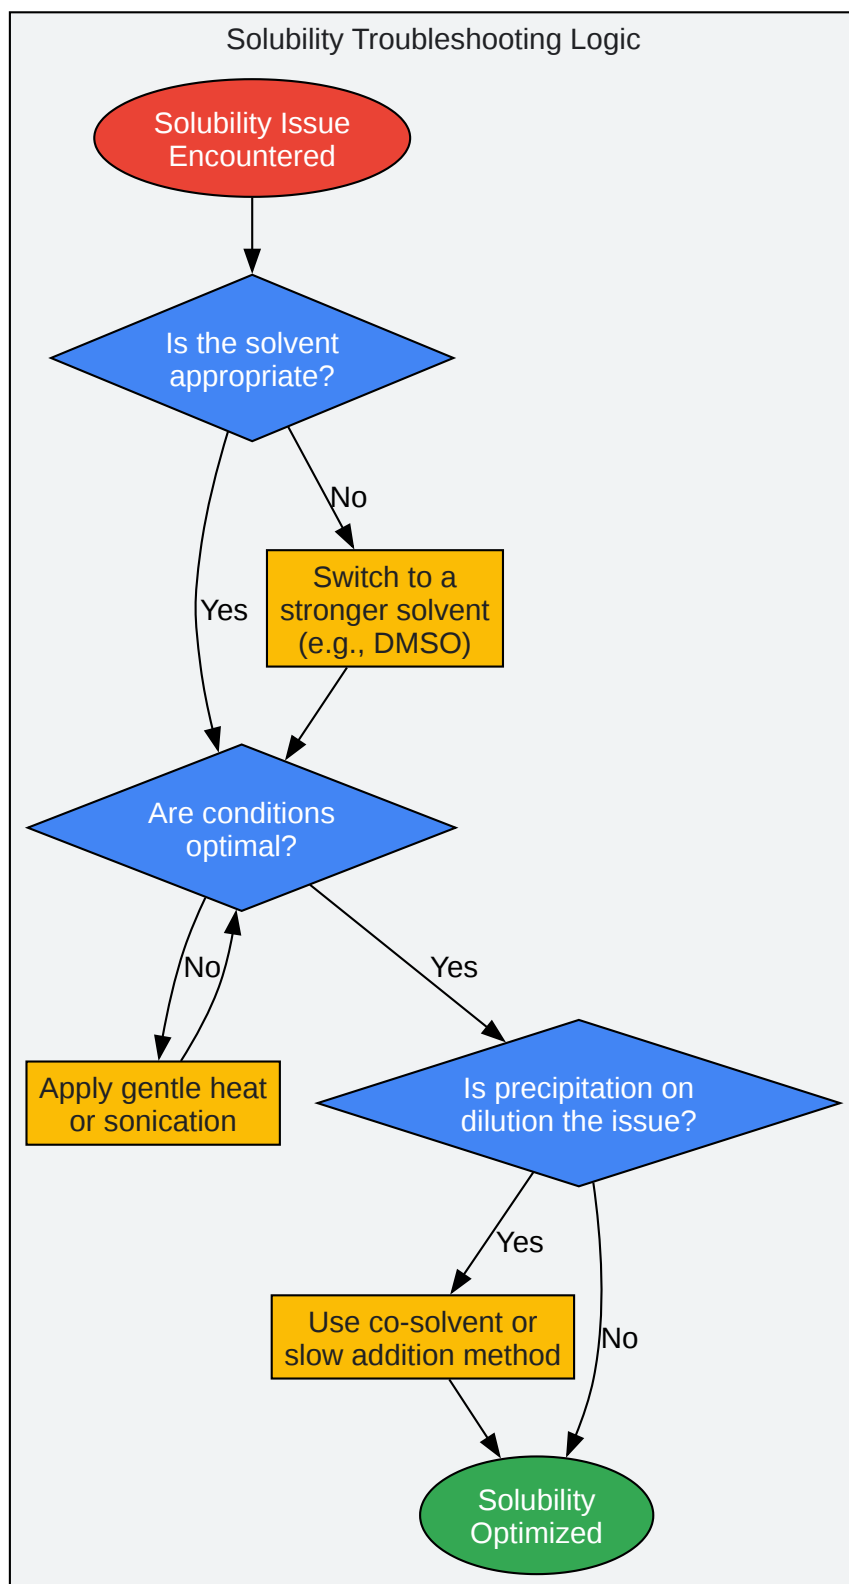 Solubility Troubleshooting Logic
Solubility Issue
Encountered
Is the solvent
appropriate?
No
Switch to a
stronger solvent
(e.g., DMSO)
Yes
Are conditions
optimal?
No
Yes
Apply gentle heat
or sonication
Is precipitation on
dilution the issue?
Yes
Use co-solvent or
slow addition method
No
Solubility
Optimized